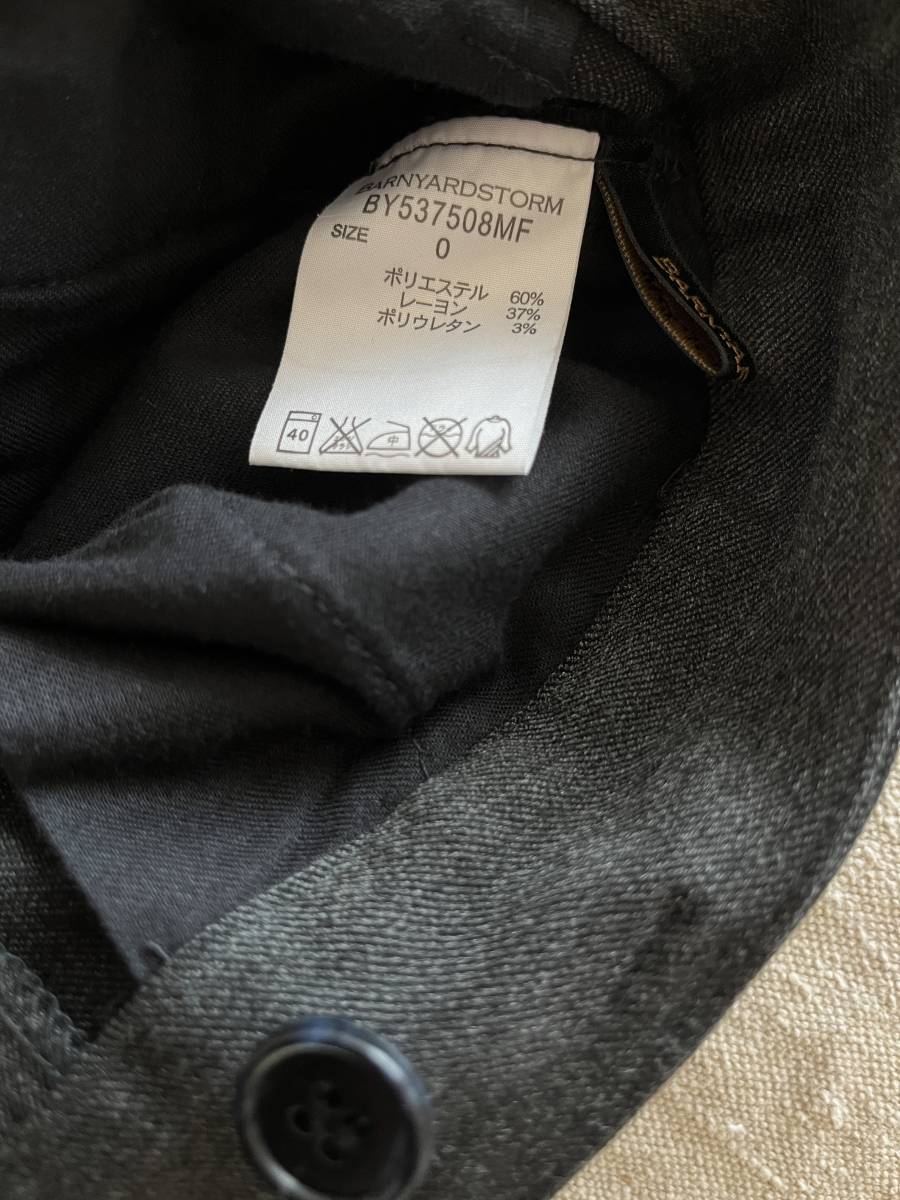 BARNYARDSTORM
BY537508MF
SIZE 0
ポリエステル 60%
レーヨン 37%
ポリウレタン 3%
40
中